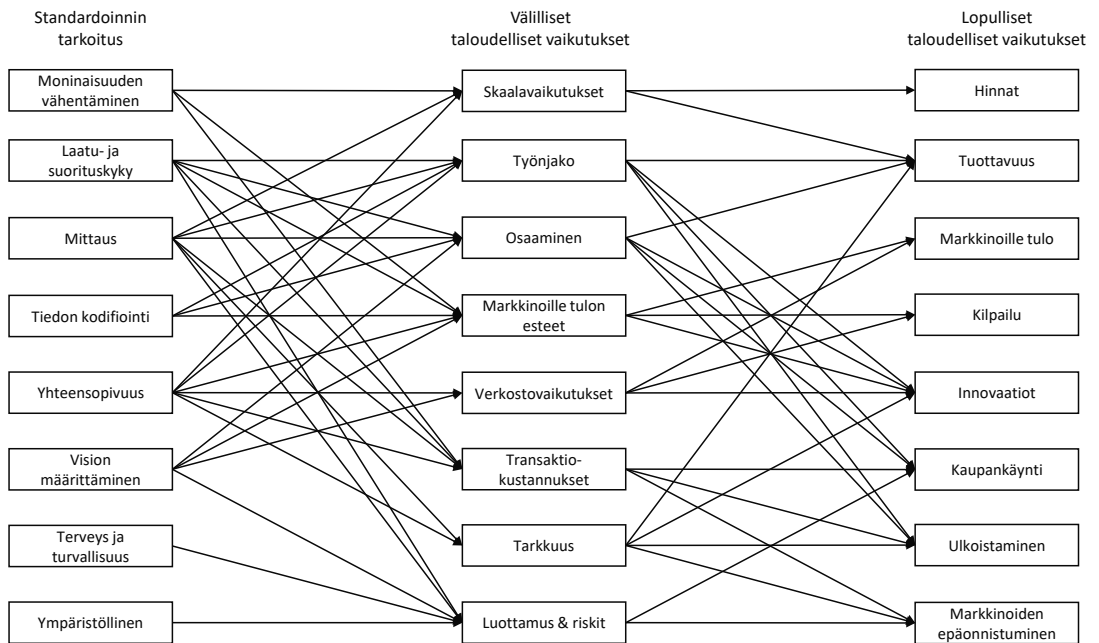 Standardoinnin
tarkoitus
Välilliset
taloudelliset vaikutukset
Lopulliset
taloudelliset vaikutukset
Moninaisuuden
vähentäminen
Skaalavaikutukset
Hinnat
Laatu- ja
suorituskyky
Työnjako
Tuottavuus
Mittaus
Osaaminen
Markkinoille tulo
Tiedon kodifiointi
Markkinoille tulon
esteet
Kilpailu
Yhteensopivuus
Verkostovaikutukset
Innovaatiot
Vision
määrittäminen
Transaktio-
kustannukset
Kaupankäynti
Terveys ja
turvallisuus
Tarkkuus
Ulkoistaminen
Ympäristöllinen
Luottamus & riskit
Markkinoiden
epäonnistuminen